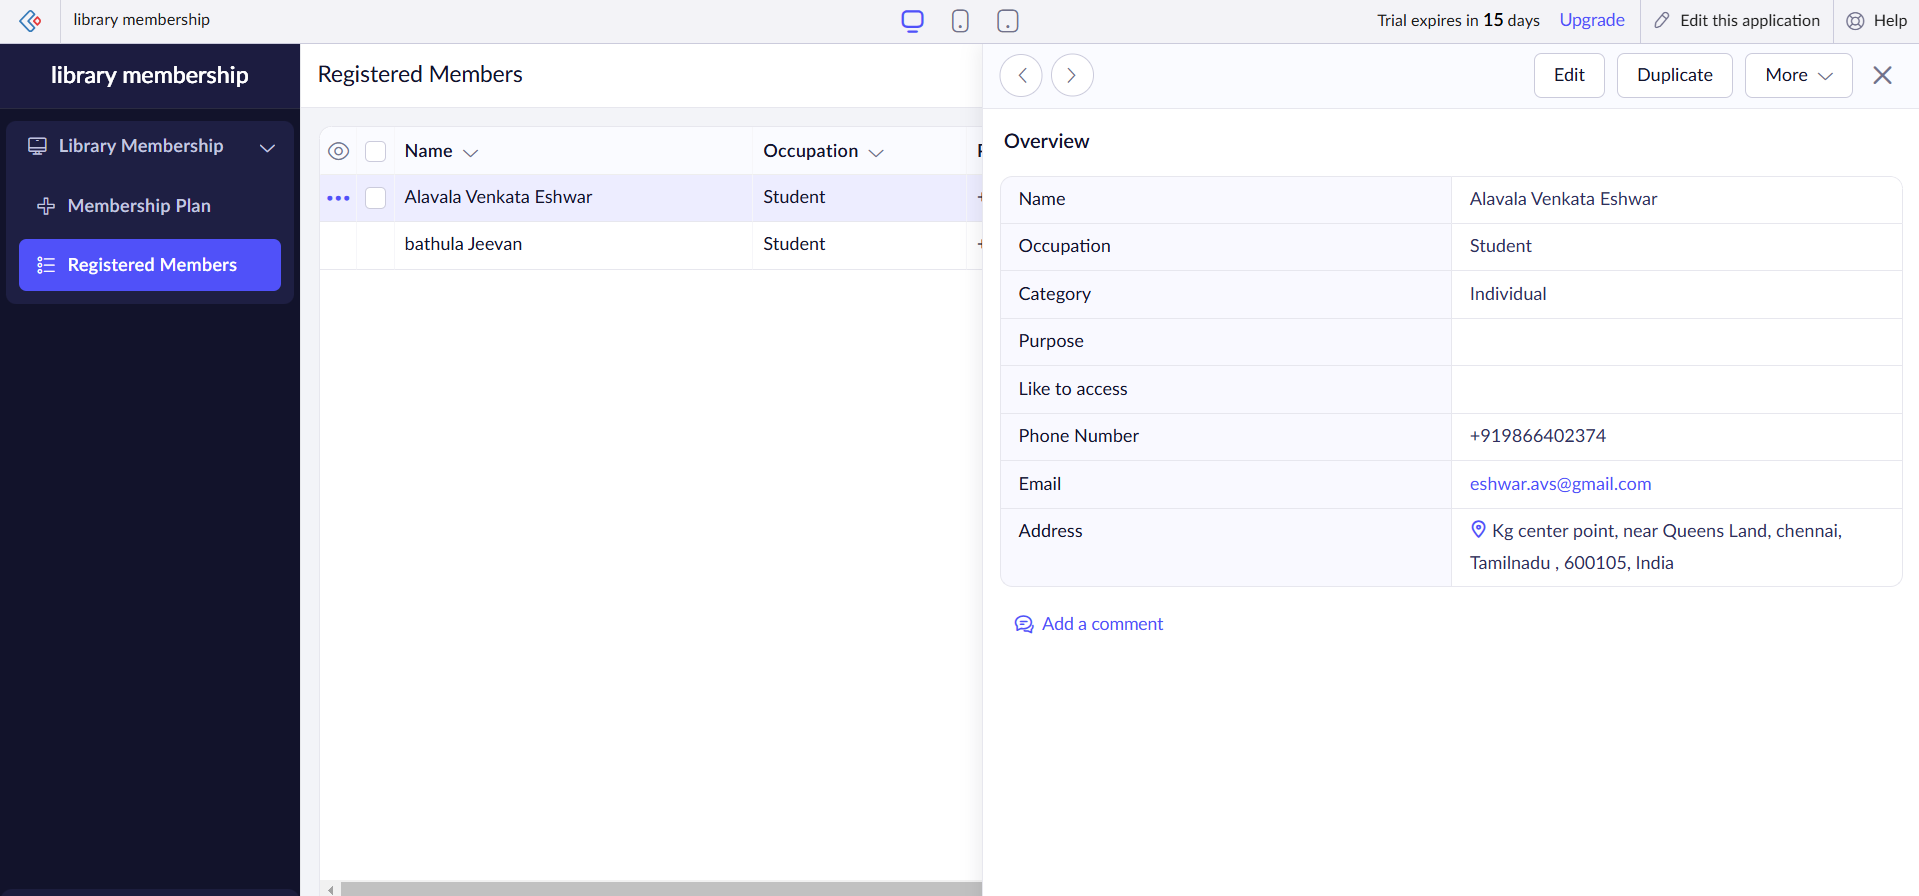 library membership
Trial expires in 15 days Upgrade Edit this application Help
library membership
Library Membership
Membership Plan
Registered Members
Registered Members
Name Occupation
Alavala Venkata Eshwar Student
bathula Jeevan Student
Edit Duplicate More
Overview
Name Alavala Venkata Eshwar
Occupation Student
Category Individual
Purpose
Like to access
Phone Number +919866402374
Email eshwar.avs@gmail.com
Address Kg center point, near Queens Land, chennai,
Tamilnadu , 600105, India
Add a comment